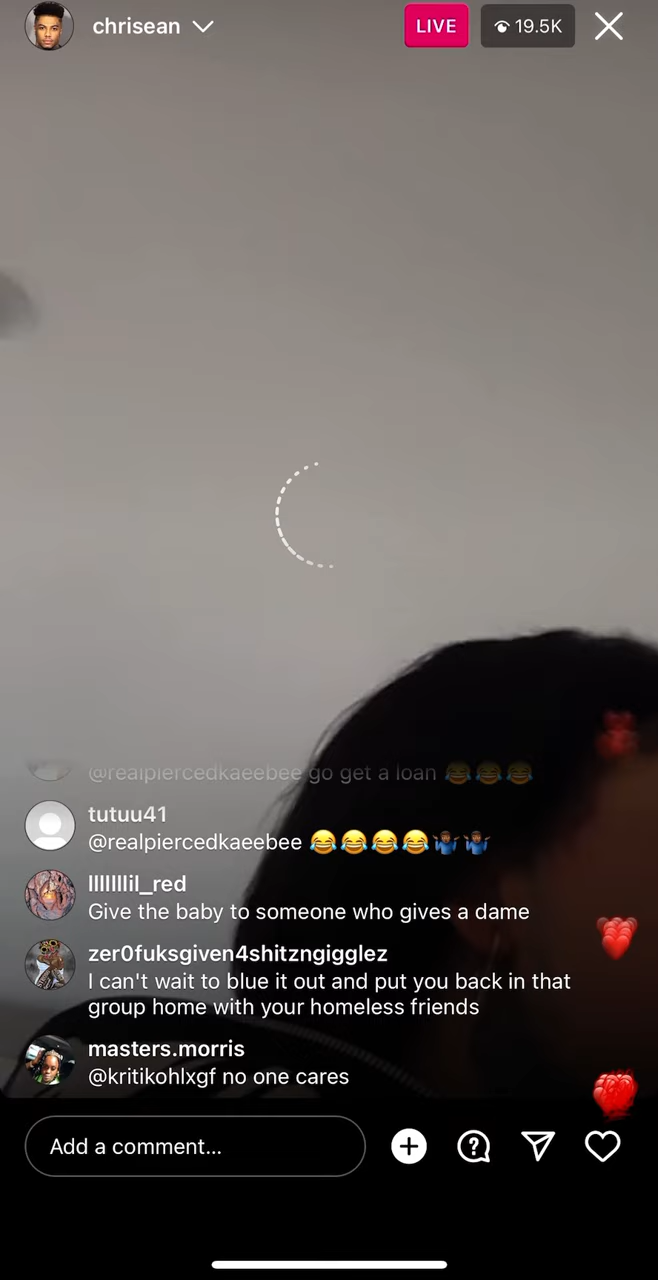 chrisean
LIVE
19.5K
@realpiercedkaeebee go get a loan 😂😂😂
tutuu41
@realpiercedkaeebee 😂😂😂😂🤷🏾‍♂️🤷🏾‍♂️
lllllllil_red
Give the baby to someone who gives a dame
zer0fuksgiven4shitzngigglez
I can't wait to blue it out and put you back in that
group home with your homeless friends
masters.morris
@kritikohlxgf no one cares
Add a comment...